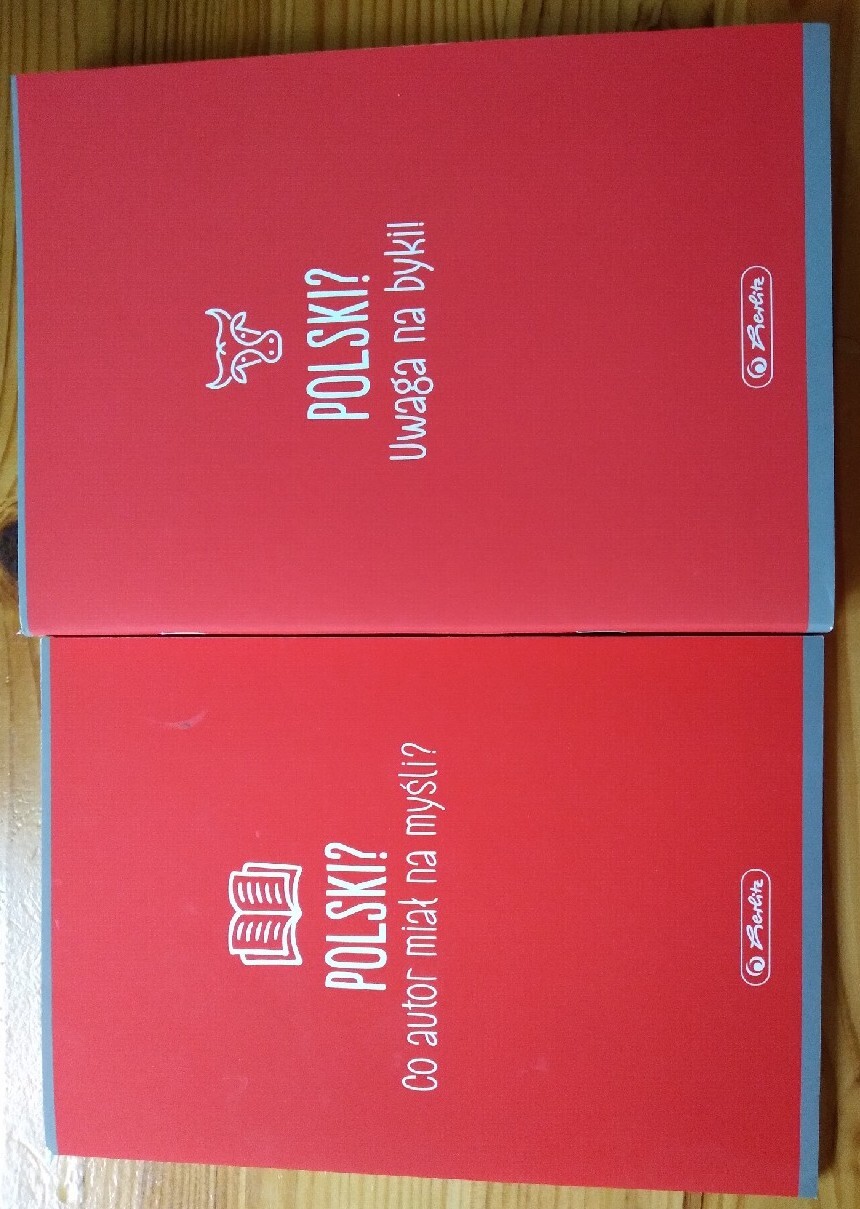 POLSKI?
Uwaga na byki!
Herlitz
POLSKI?
Co autor miał na myśli?
Herlitz